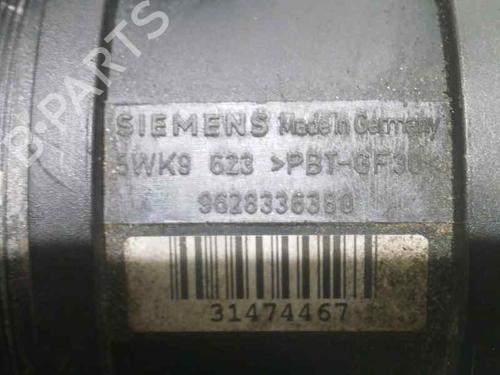 B-PARTS
SIEMENS Made in Germany
5WK9 623 >PBT-GF30<
9628336380
31474467